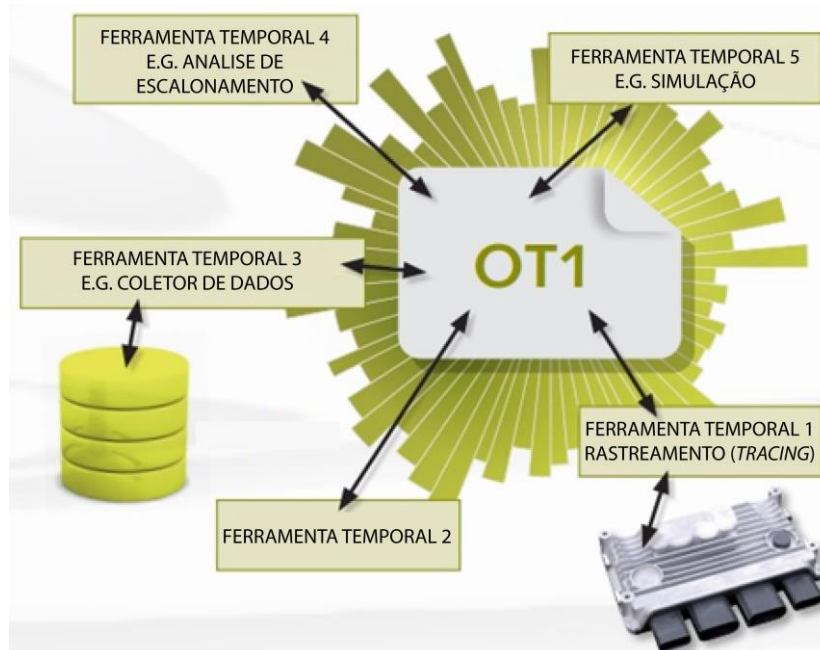 FERRAMENTA TEMPORAL 4
E.G. ANALISE DE
ESCALONAMENTO
FERRAMENTA TEMPORAL 5
E.G. SIMULAÇÃO
FERRAMENTA TEMPORAL 3
E.G. COLETOR DE DADOS
OT1
FERRAMENTA TEMPORAL 1
RASTREAMENTO (TRACING)
FERRAMENTA TEMPORAL 2